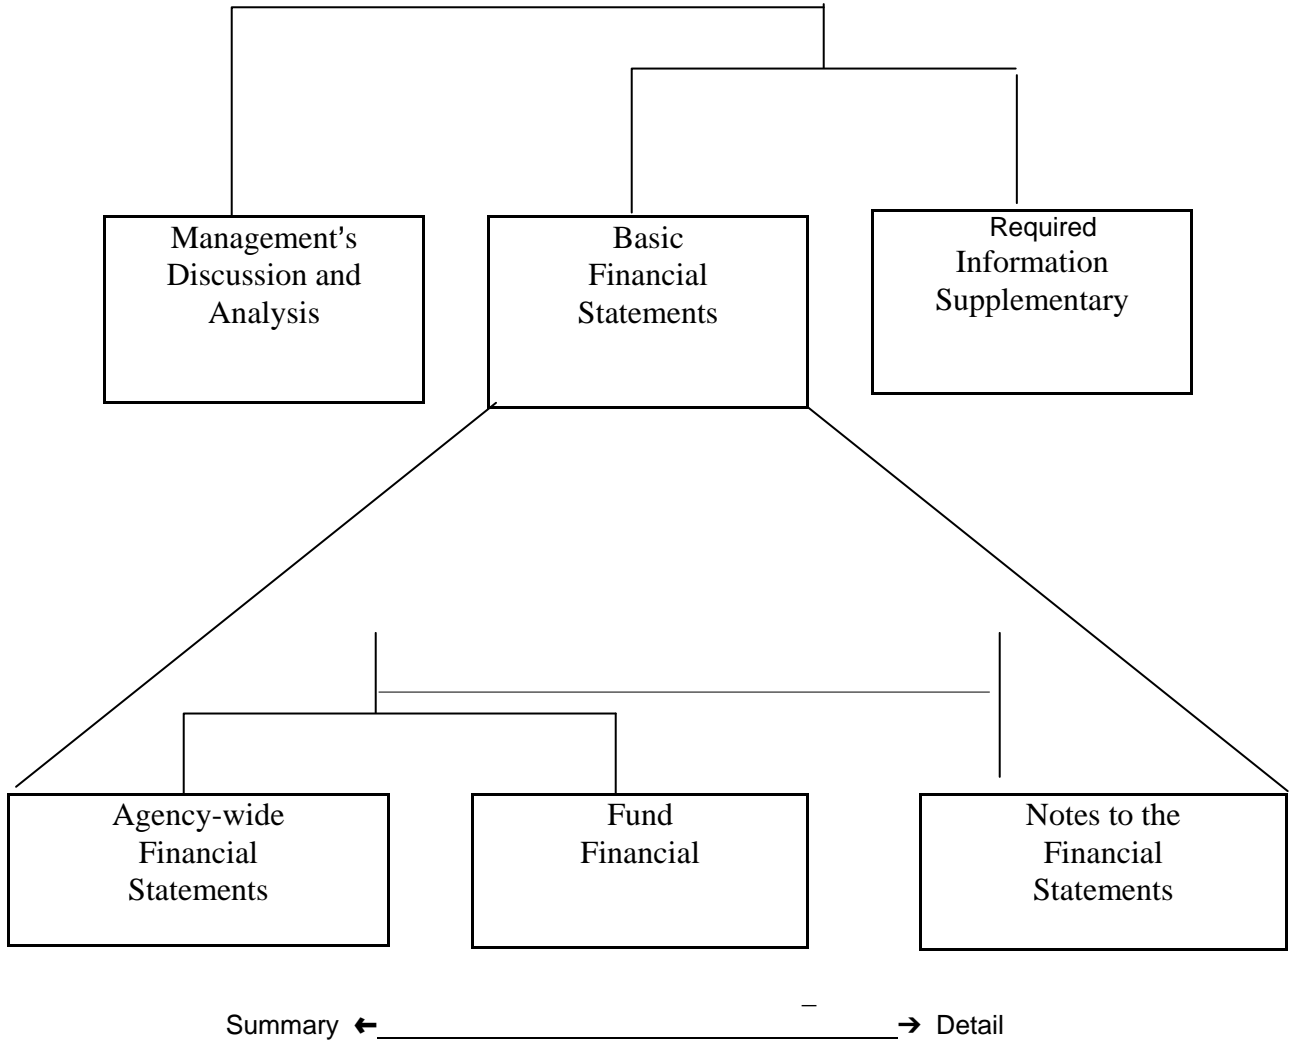 Management's
Discussion and
Analysis
Basic
Financial
Statements
Required
Information
Supplementary
Agency-wide
Financial
Statements
Fund
Financial
Notes to the
Financial
Statements
Summary ← → Detail